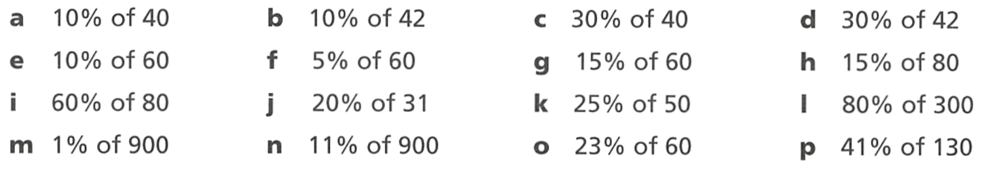 a 10% of 40 b 10% of 42 c 30% of 40 d 30% of 42
e 10% of 60 f 5% of 60 g 15% of 60 h 15% of 80
i 60% of 80 j 20% of 31 k 25% of 50 l 80% of 300
m 1% of 900 n 11% of 900 o 23% of 60 p 41% of 130